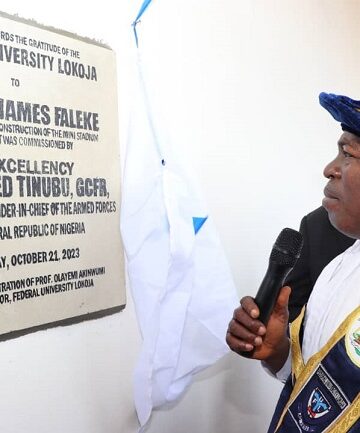 RDS THE GRATITUDE OF THE
VERSITY LOKOJA
TO
JAMES FALEKE
CONSTRUCTION OF THE MINI STADIUM
T WAS COMMISSIONED BY
EXCELLENCY
ED TINUBU, GCFR,
DER-IN-CHIEF OF THE ARMED FORCES
RAL REPUBLIC OF NIGERIA
Y, OCTOBER 21, 2023
TRATION OF PROF. OLAYEMI AKINWUMI
OR, FEDERAL UNIVERSITY LOKOJA